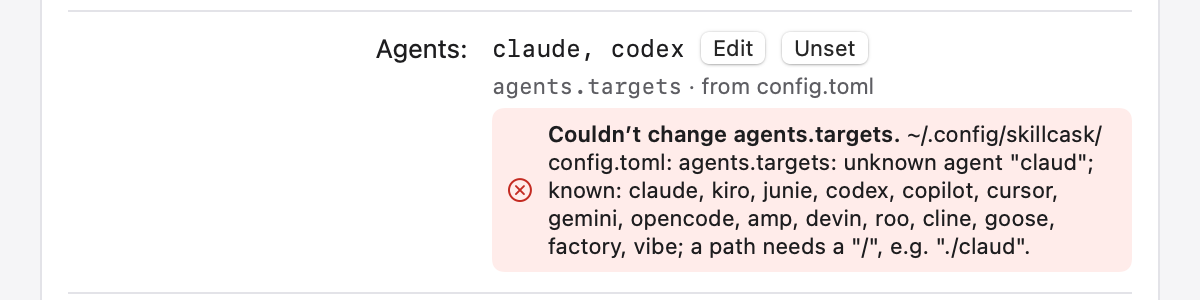 Agents: claude, codex Edit Unset
agents.targets · from config.toml
Couldn’t change agents.targets. ~/.config/skillcask/
config.toml: agents.targets: unknown agent "claud";
known: claude, kiro, junie, codex, copilot, cursor,
gemini, opencode, amp, devin, roo, cline, goose,
factory, vibe; a path needs a "/", e.g. "./claud".